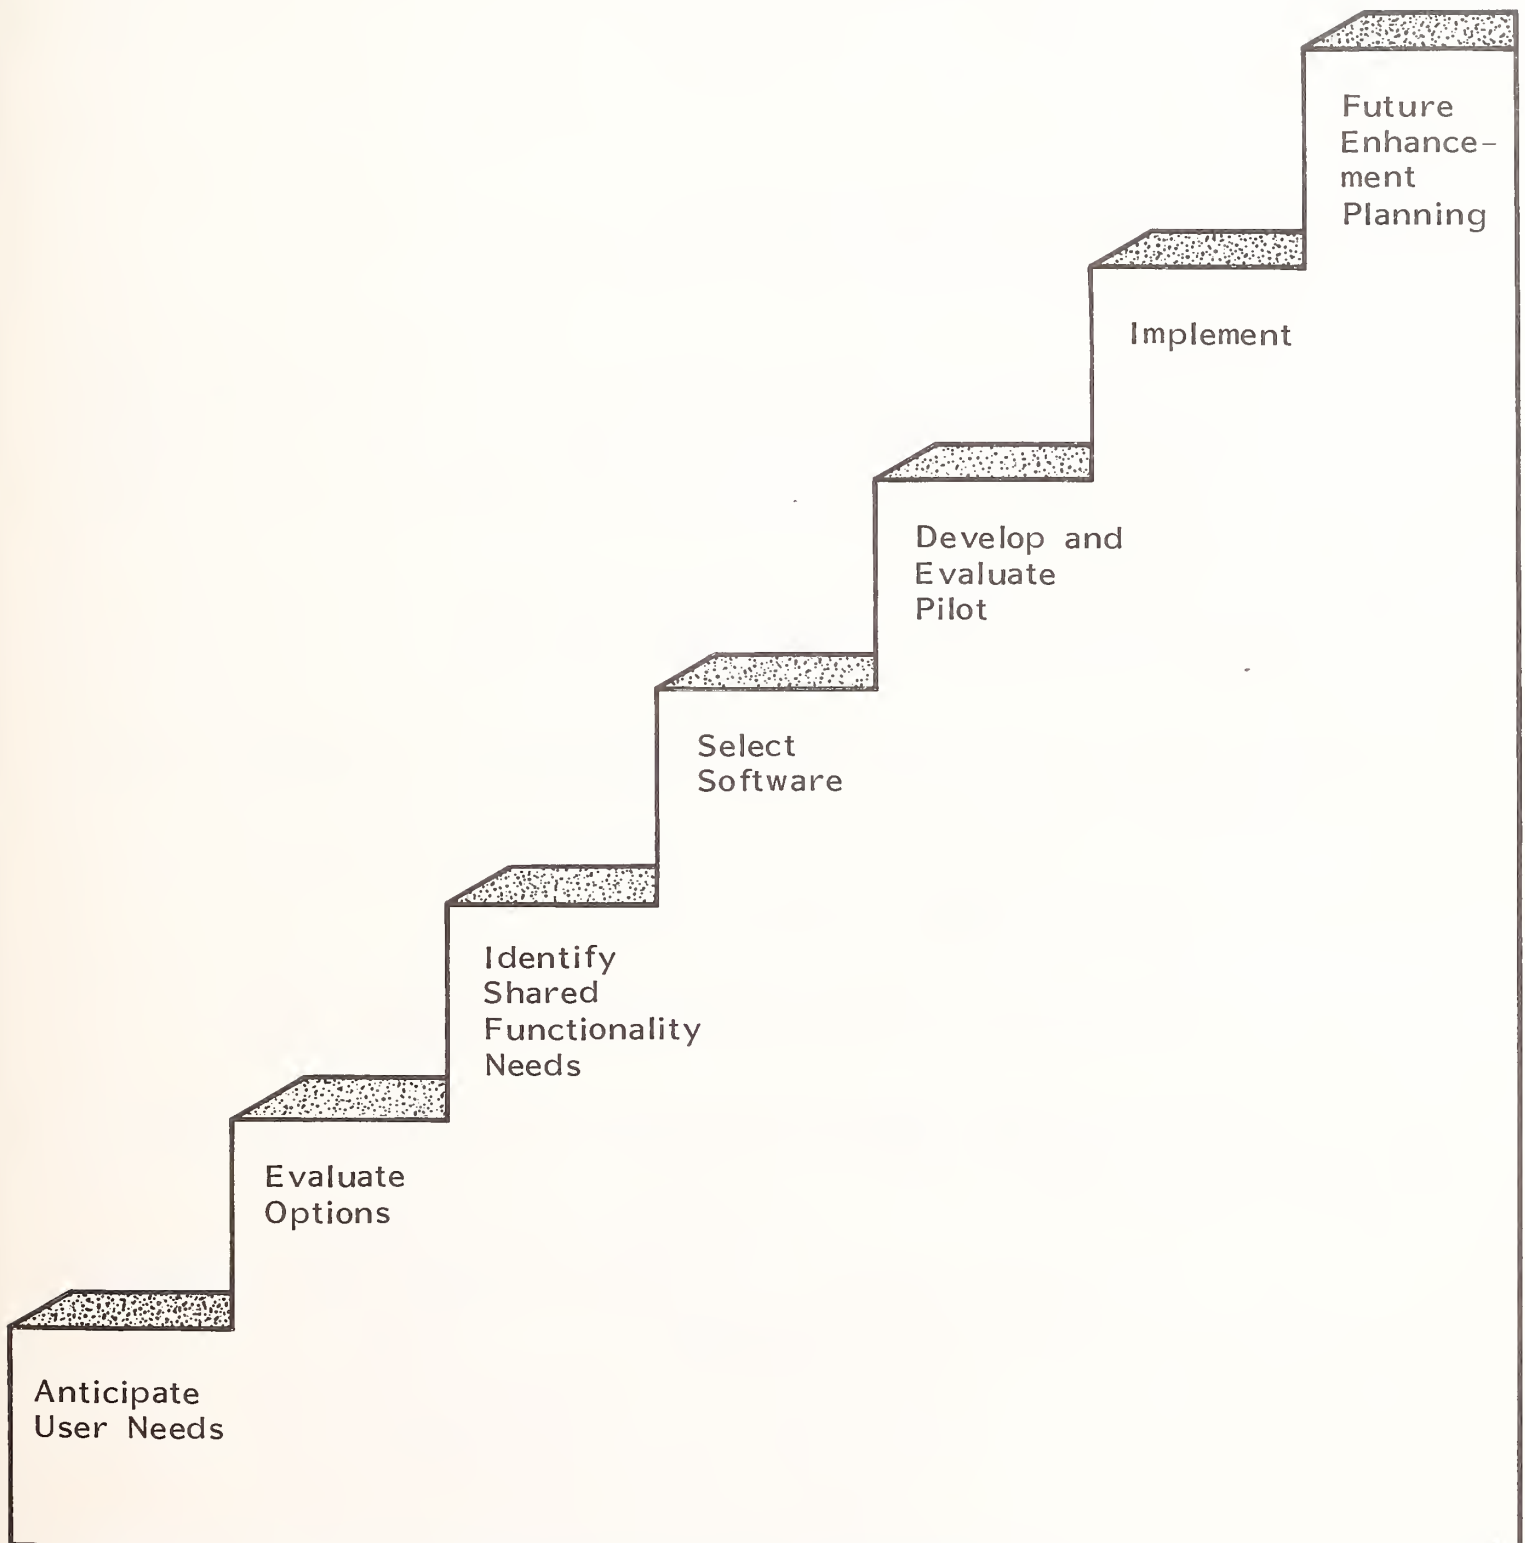 Future
Enhance-
ment
Planning
Implement
Develop and
Evaluate
Pilot
Select
Software
Identify
Shared
Functionality
Needs
Evaluate
Options
Anticipate
User Needs